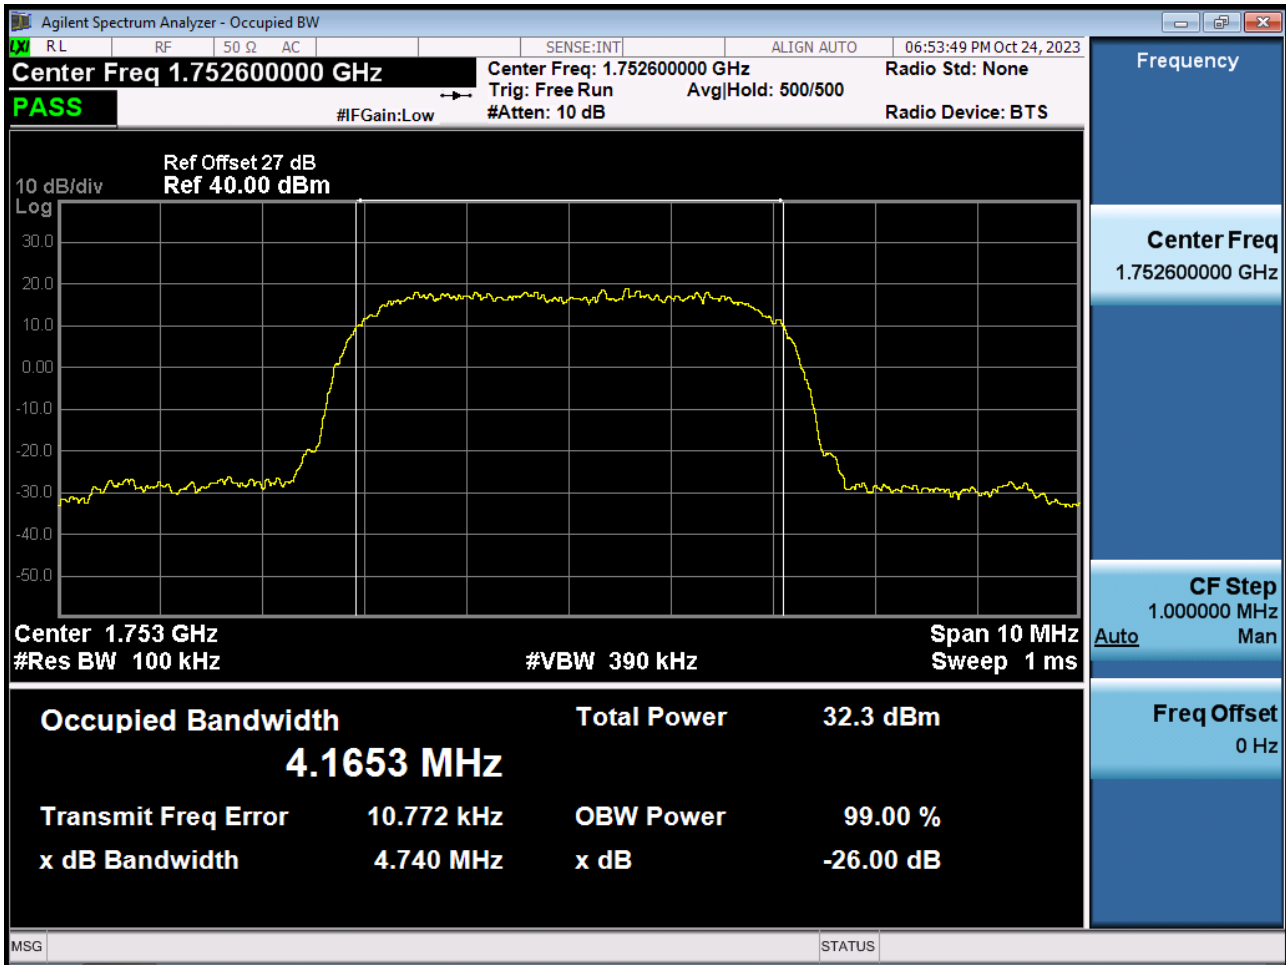 Agilent Spectrum Analyzer - Occupied BW
LXI RL RF 50 Ω AC SENSE:INT ALIGN AUTO 06:53:49 PM Oct 24, 2023
Center Freq 1.752600000 GHz
PASS
#IFGain:Low
Center Freq: 1.752600000 GHz
Trig: Free Run Avg|Hold: 500/500
#Atten: 10 dB
Radio Std: None
Radio Device: BTS
Ref Offset 27 dB
10 dB/div Ref 40.00 dBm
Log
30.0
20.0
10.0
0.00
-10.0
-20.0
-30.0
-40.0
-50.0
Center 1.753 GHz Span 10 MHz
#Res BW 100 kHz #VBW 390 kHz Sweep 1 ms
Occupied Bandwidth Total Power 32.3 dBm
4.1653 MHz
Transmit Freq Error 10.772 kHz OBW Power 99.00 %
x dB Bandwidth 4.740 MHz x dB -26.00 dB
MSG STATUS
Frequency
Center Freq
1.752600000 GHz
CF Step
1.000000 MHz
Auto Man
Freq Offset
0 Hz